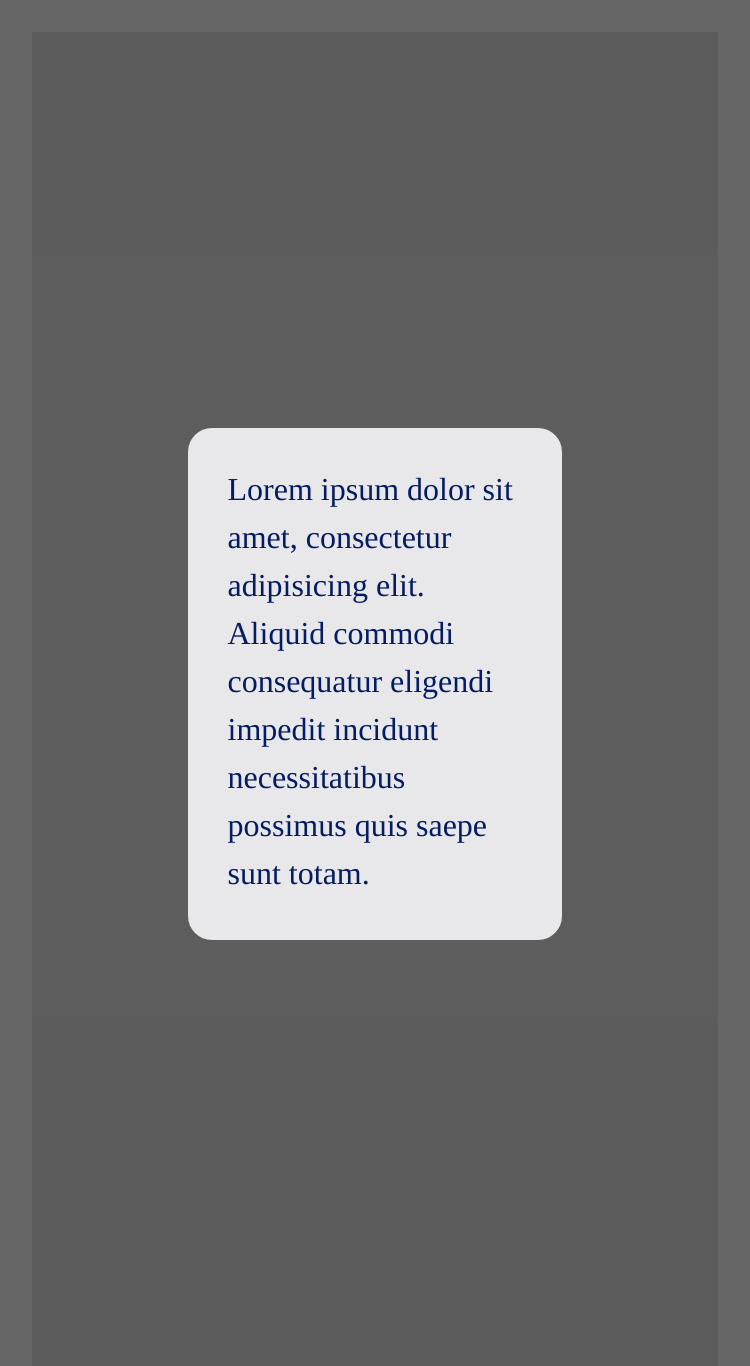 Lorem ipsum dolor sit
amet, consectetur
adipisicing elit.
Aliquid commodi
consequatur eligendi
impedit incidunt
necessitatibus
possimus quis saepe
sunt totam.